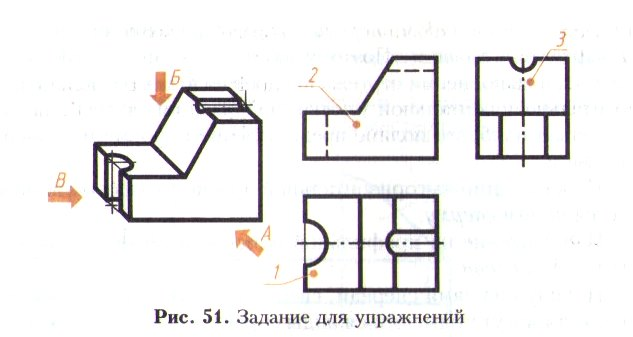 Б
2
3
В
А
1
Рис. 51. Задание для упражнений